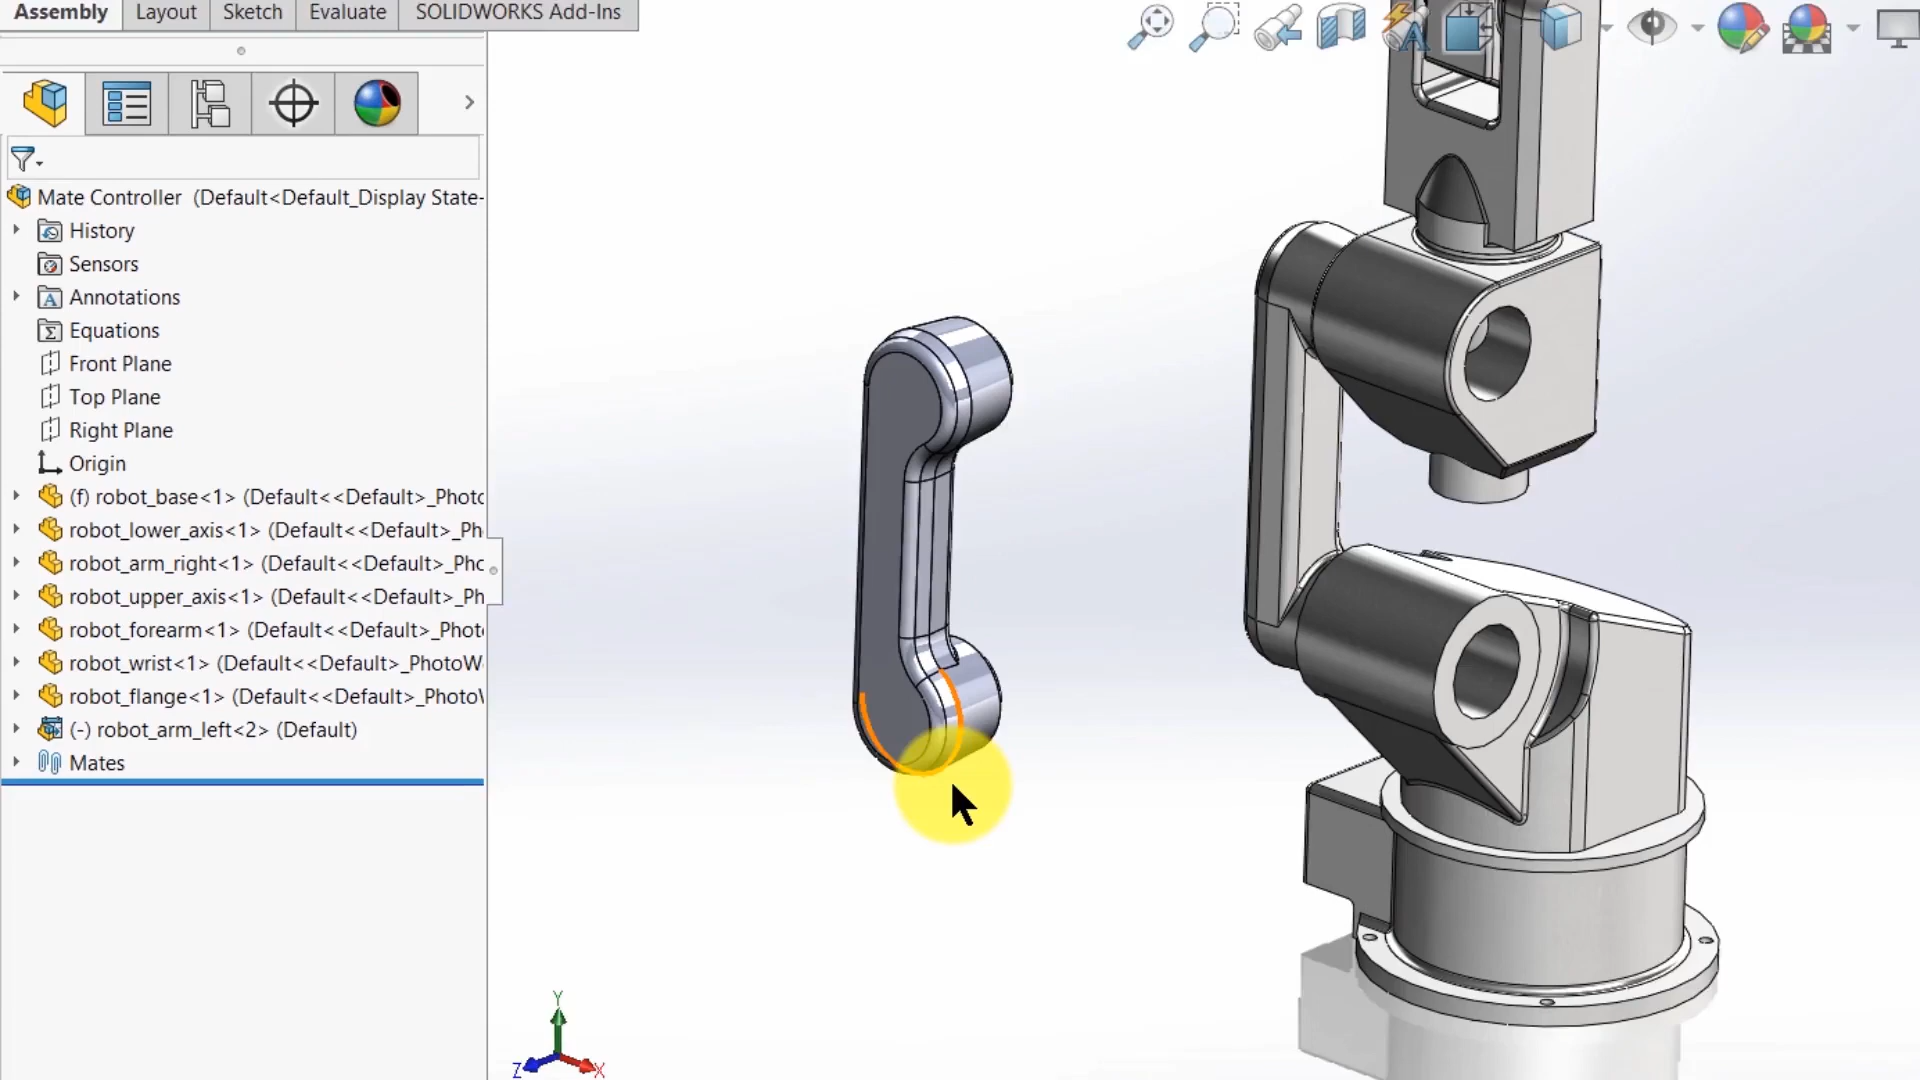 Assembly Layout Sketch Evaluate SOLIDWORKS Add-Ins
Mate Controller (Default<Default_Display State-
History
Sensors
A Annotations
Σ Equations
Front Plane
Top Plane
Right Plane
Origin
(f) robot_base<1> (Default<<Default>_Photo
robot_lower_axis<1> (Default<<Default>_Ph
robot_arm_right<1> (Default<<Default>_Pho
robot_upper_axis<1> (Default<<Default>_Ph
robot_forearm<1> (Default<<Default>_Photo
robot_wrist<1> (Default<<Default>_PhotoW
robot_flange<1> (Default<<Default>_PhotoW
(-) robot_arm_left<2> (Default)
Mates
Y
Z X